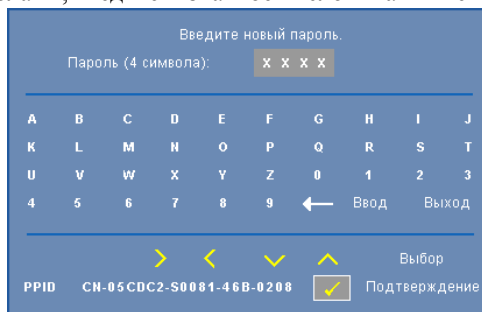 Введите новый пароль.
Пароль (4 символа): X X X X
A B C D E F G H I J
K L M N O P Q R S T
U V W X Y Z 0 1 2 3
4 5 6 7 8 9 Ввод Выход
Выбор
PPID CN-05CDC2-S0081-46B-0208 Подтверждение